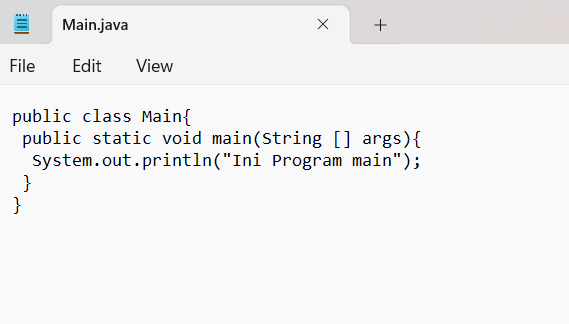 Main.java
File Edit View
public class Main{
 public static void main(String [] args){
  System.out.println("Ini Program main");
 }
}